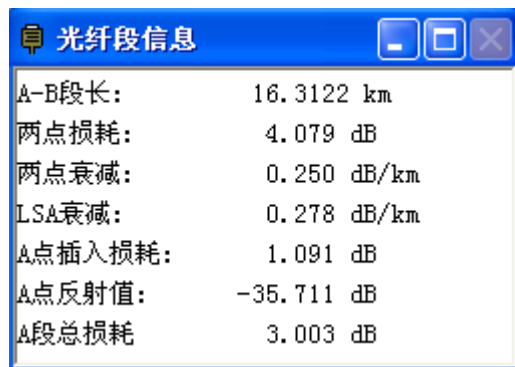 光纤段信息
A-B段长: 16.3122 km
两点损耗: 4.079 dB
两点衰减: 0.250 dB/km
LSA衰减: 0.278 dB/km
A点插入损耗: 1.091 dB
A点反射值: -35.711 dB
A段总损耗 3.003 dB